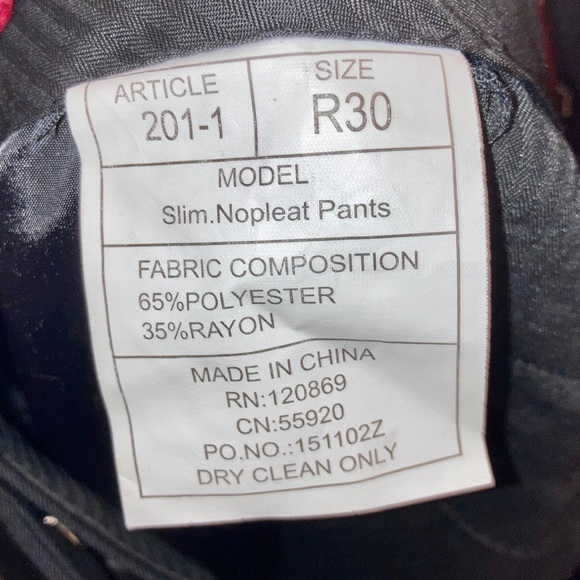 ARTICLE
201-1
SIZE
R30
MODEL
Slim.Nopleat Pants
FABRIC COMPOSITION
65%POLYESTER
35%RAYON
MADE IN CHINA
RN:120869
CN:55920
PO.NO.:151102Z
DRY CLEAN ONLY